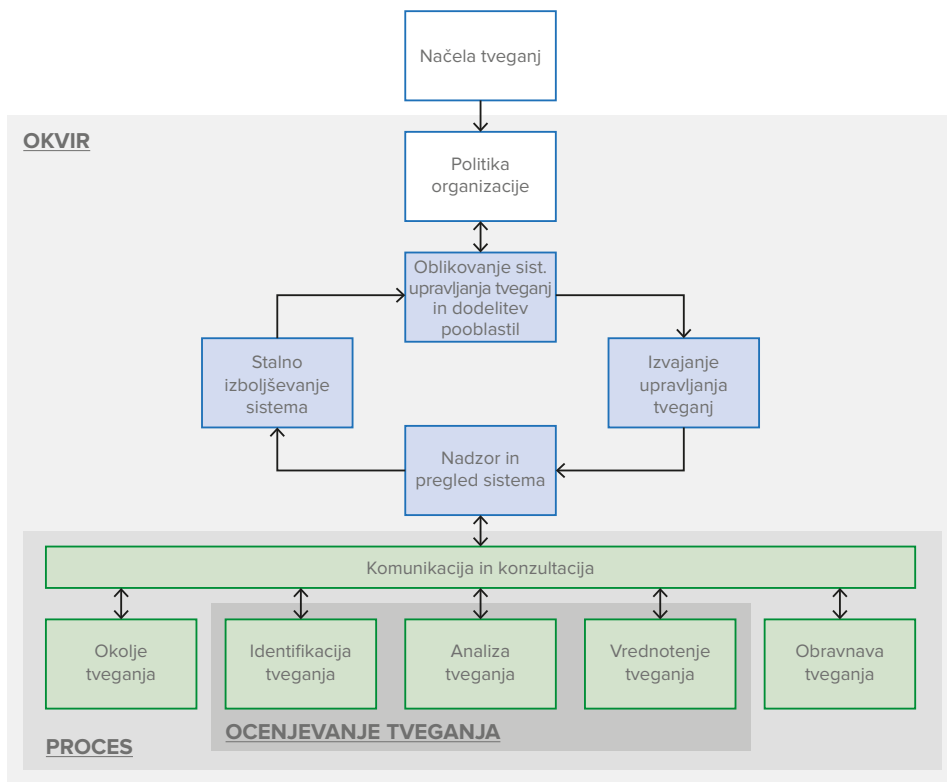 Načela tveganj
OKVIR
Politika
organizacije
Oblikovanje sist.
upravljanja tveganj
in dodelitev
pooblastil
Stalno
izboljševanje
sistema
Izvajanje
upravljanja
tveganj
Nadzor in
pregled sistema
Komunikacija in konzultacija
Okolje
tveganja
Identifikacija
tveganja
Analiza
tveganja
Vrednotenje
tveganja
Obravnava
tveganja
OCENJEVANJE TVEGANJA
PROCES